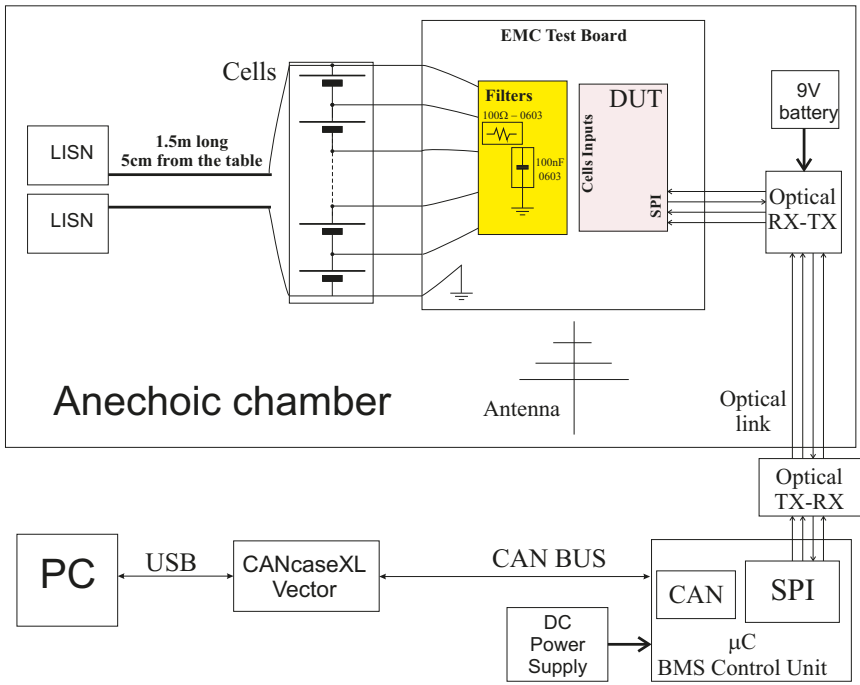 EMC Test Board
Cells
Filters
100Ω – 0603
100nF
0603
DUT
Cells Inputs
SPI
9V
battery
LISN
1.5m long
5cm from the table
LISN
Optical
RX-TX
Anechoic chamber
Antenna
Optical
link
Optical
TX-RX
PC
USB
CANcaseXL
Vector
CAN BUS
CAN
SPI
DC
Power
Supply
μC
BMS Control Unit